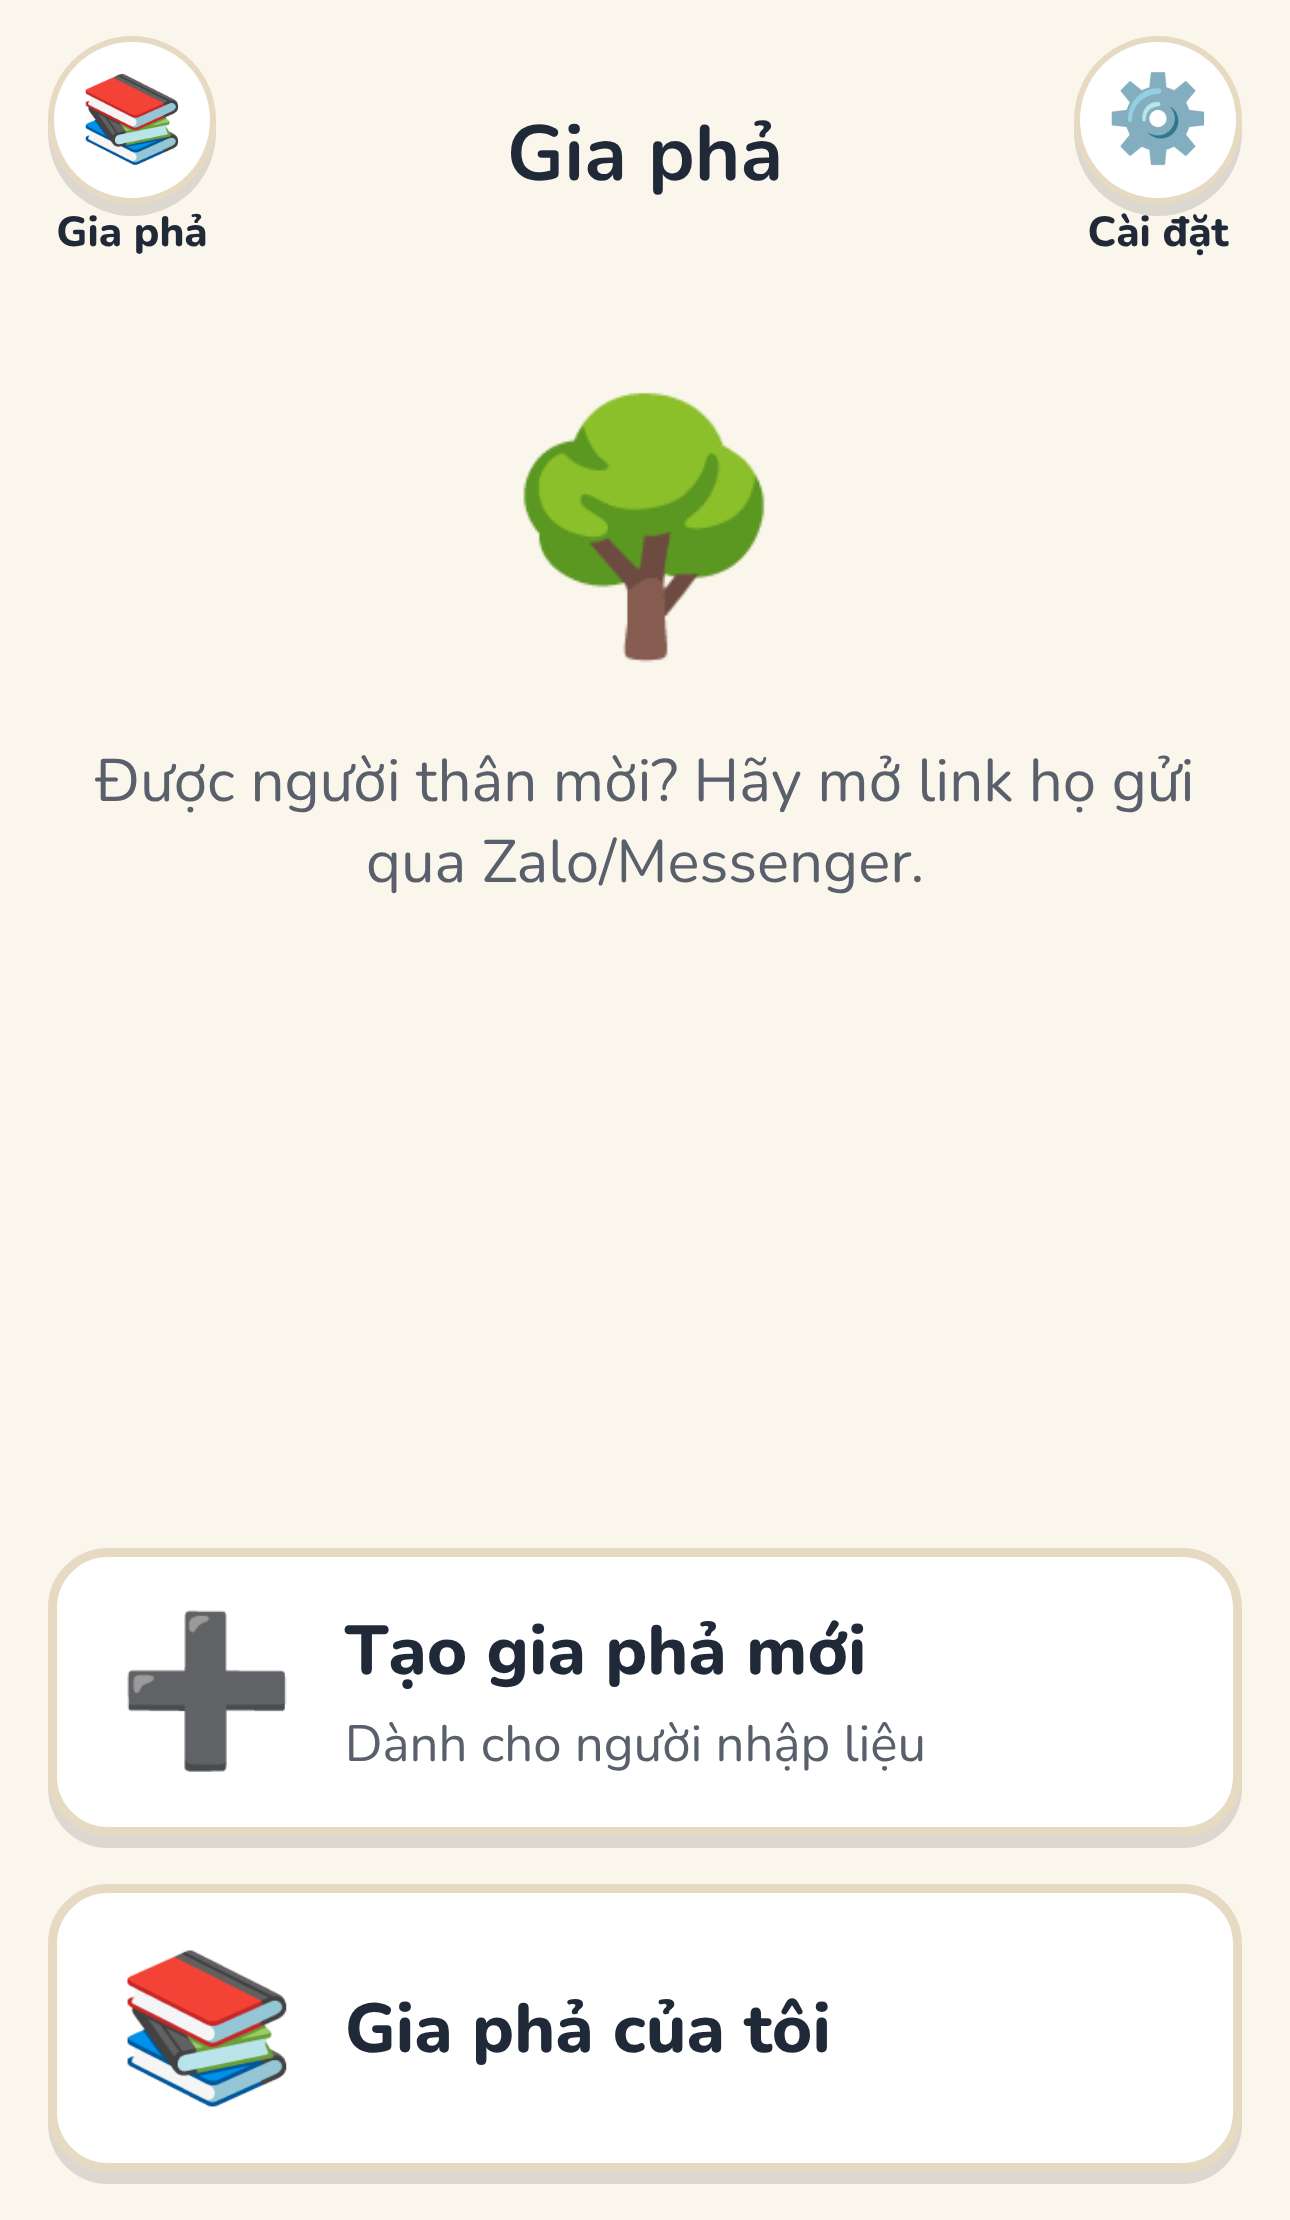 Gia phả
Gia phả
Cài đặt
Được người thân mời? Hãy mở link họ gửi
qua Zalo/Messenger.
Tạo gia phả mới
Dành cho người nhập liệu
Gia phả của tôi